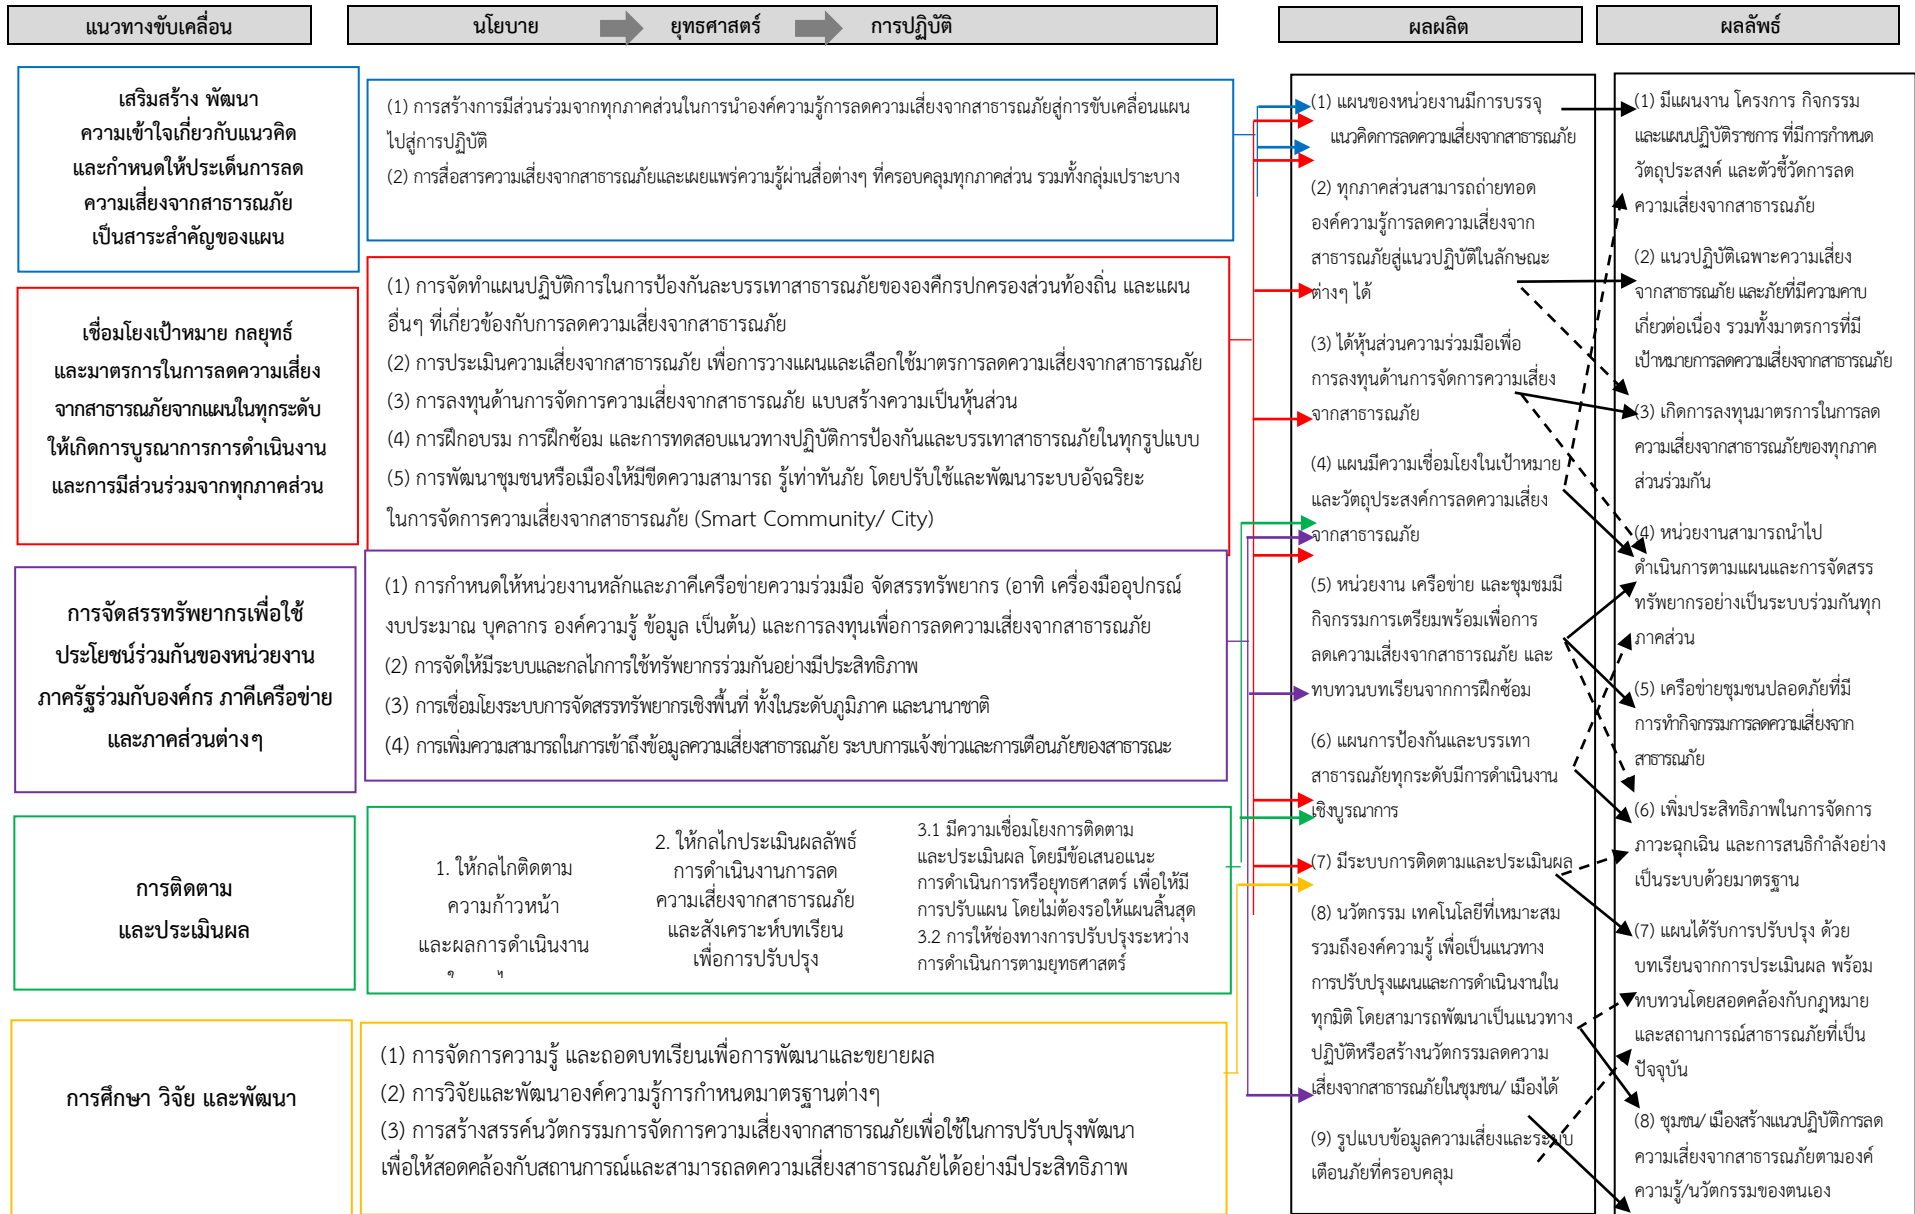 แนวทางขับเคลื่อน
นโยบาย
ยุทธศาสตร์
การปฏิบัติ
ผลผลิต
ผลลัพธ์
เสริมสร้าง พัฒนา
ความเข้าใจเกี่ยวกับแนวคิด
และกำหนดให้ประเด็นการลด
ความเสี่ยงจากสาธารณภัย
เป็นสาระสำคัญของแผน
(1) การสร้างการมีส่วนร่วมจากทุกภาคส่วนในการนำองค์ความรู้การลดความเสี่ยงจากสาธารณภัยสู่การขับเคลื่อนแผน
ไปสู่การปฏิบัติ
(2) การสื่อสารความเสี่ยงจากสาธารณภัยและเผยแพร่ความรู้ผ่านสื่อต่างๆ ที่ครอบคลุมทุกภาคส่วน รวมทั้งกลุ่มเปราะบาง
เชื่อมโยงเป้าหมาย กลยุทธ์
และมาตรการในการลดความเสี่ยง
จากสาธารณภัยจากแผนในทุกระดับ
ให้เกิดการบูรณาการการดำเนินงาน
และการมีส่วนร่วมจากทุกภาคส่วน
(1) การจัดทำแผนปฏิบัติการในการป้องกันละบรรเทาสาธารณภัยขององค์กรปกครองส่วนท้องถิ่น และแผน
อื่นๆ ที่เกี่ยวข้องกับการลดความเสี่ยงจากสาธารณภัย
(2) การประเมินความเสี่ยงจากสาธารณภัย เพื่อการวางแผนและเลือกใช้มาตรการลดความเสี่ยงจากสาธารณภัย
(3) การลงทุนด้านการจัดการความเสี่ยงจากสาธารณภัย แบบสร้างความเป็นหุ้นส่วน
(4) การฝึกอบรม การฝึกซ้อม และการทดสอบแนวทางปฏิบัติการป้องกันและบรรเทาสาธารณภัยในทุกรูปแบบ
(5) การพัฒนาชุมชนหรือเมืองให้มีขีดความสามารถ รู้เท่าทันภัย โดยปรับใช้และพัฒนาระบบอัจฉริยะ
ในการจัดการความเสี่ยงจากสาธารณภัย (Smart Community/ City)
การจัดสรรทรัพยากรเพื่อใช้
ประโยชน์ร่วมกันของหน่วยงาน
ภาครัฐร่วมกับองค์กร ภาคีเครือข่าย
และภาคส่วนต่างๆ
(1) การกำหนดให้หน่วยงานหลักและภาคีเครือข่ายความร่วมมือ จัดสรรทรัพยากร (อาทิ เครื่องมืออุปกรณ์
งบประมาณ บุคลากร องค์ความรู้ ข้อมูล เป็นต้น) และการลงทุนเพื่อการลดความเสี่ยงจากสาธารณภัย
(2) การจัดให้มีระบบและกลไกการใช้ทรัพยากรร่วมกันอย่างมีประสิทธิภาพ
(3) การเชื่อมโยงระบบการจัดสรรทรัพยากรเชิงพื้นที่ ทั้งในระดับภูมิภาค และนานาชาติ
(4) การเพิ่มความสามารถในการเข้าถึงข้อมูลความเสี่ยงสาธารณภัย ระบบการแจ้งข่าวและการเตือนภัยของสาธารณะ
การติดตาม
และประเมินผล
1. ให้กลไกติดตาม
ความก้าวหน้า
และผลการดำเนินงาน
2. ให้กลไกประเมินผลลัพธ์
การดำเนินงานการลด
ความเสี่ยงจากสาธารณภัย
และสังเคราะห์บทเรียน
เพื่อการปรับปรุง
3.1 มีความเชื่อมโยงการติดตาม
และประเมินผล โดยมีข้อเสนอแนะ
การดำเนินการหรือยุทธศาสตร์ เพื่อให้มี
การปรับแผน โดยไม่ต้องรอให้แผนสิ้นสุด
3.2 การให้ช่องทางการปรับปรุงระหว่าง
การดำเนินการตามยุทธศาสตร์
การศึกษา วิจัย และพัฒนา
(1) การจัดการความรู้ และถอดบทเรียนเพื่อการพัฒนาและขยายผล
(2) การวิจัยและพัฒนาองค์ความรู้การกำหนดมาตรฐานต่างๆ
(3) การสร้างสรรค์นวัตกรรมการจัดการความเสี่ยงจากสาธารณภัยเพื่อใช้ในการปรับปรุงพัฒนา
เพื่อให้สอดคล้องกับสถานการณ์และสามารถลดความเสี่ยงสาธารณภัยได้อย่างมีประสิทธิภาพ
(1) แผนของหน่วยงานมีการบรรจุ
แนวคิดการลดความเสี่ยงจากสาธารณภัย
(2) ทุกภาคส่วนสามารถถ่ายทอด
องค์ความรู้การลดความเสี่ยงจาก
สาธารณภัยสู่แนวปฏิบัติในลักษณะ
ต่างๆ ได้
(3) ได้หุ้นส่วนความร่วมมือเพื่อ
การลงทุนด้านการจัดการความเสี่ยง
จากสาธารณภัย
(4) แผนมีความเชื่อมโยงในเป้าหมาย
และวัตถุประสงค์การลดความเสี่ยง
จากสาธารณภัย
(5) หน่วยงาน เครือข่าย และชุมชนมี
กิจกรรมการเตรียมพร้อมเพื่อการ
ลดเความเสี่ยงจากสาธารณภัย และ
ทบทวนบทเรียนจากการฝึกซ้อม
(6) แผนการป้องกันและบรรเทา
สาธารณภัยทุกระดับมีการดำเนินงาน
เชิงบูรณาการ
(7) มีระบบการติดตามและประเมินผล
(8) นวัตกรรม เทคโนโลยีที่เหมาะสม
รวมถึงองค์ความรู้ เพื่อเป็นแนวทาง
การปรับปรุงแผนและการดำเนินงานใน
ทุกมิติ โดยสามารถพัฒนาเป็นแนวทาง
ปฏิบัติหรือสร้างนวัตกรรมลดความ
เสี่ยงจากสาธารณภัยในชุมชน/ เมืองได้
(9) รูปแบบข้อมูลความเสี่ยงและระบบ
เตือนภัยที่ครอบคลุม
(1) มีแผนงาน โครงการ กิจกรรม
และแผนปฏิบัติราชการ ที่มีการกำหนด
วัตถุประสงค์ และตัวชี้วัดการลด
ความเสี่ยงจากสาธารณภัย
(2) แนวปฏิบัติเฉพาะความเสี่ยง
จากสาธารณภัย และภัยที่มีความคาบ
เกี่ยวต่อเนื่อง รวมทั้งมาตรการที่มี
เป้าหมายการลดความเสี่ยงจากสาธารณภัย
(3) เกิดการลงทุนมาตรการในการลด
ความเสี่ยงจากสาธารณภัยของทุกภาค
ส่วนร่วมกัน
(4) หน่วยงานสามารถนำไป
ดำเนินการตามแผนและการจัดสรร
ทรัพยากรอย่างเป็นระบบร่วมกันทุก
ภาคส่วน
(5) เครือข่ายชุมชนปลอดภัยที่มี
การทำกิจกรรมการลดความเสี่ยงจาก
สาธารณภัย
(6) เพิ่มประสิทธิภาพในการจัดการ
ภาวะฉุกเฉิน และการสนธิกำลังอย่าง
เป็นระบบด้วยมาตรฐาน
(7) แผนได้รับการปรับปรุง ด้วย
บทเรียนจากการประเมินผล พร้อม
ทบทวนโดยสอดคล้องกับกฎหมาย
และสถานการณ์สาธารณภัยที่เป็น
ปัจจุบัน
(8) ชุมชน/ เมืองสร้างแนวปฏิบัติการลด
ความเสี่ยงจากสาธารณภัยตามองค์
ความรู้/นวัตกรรมของตนเอง